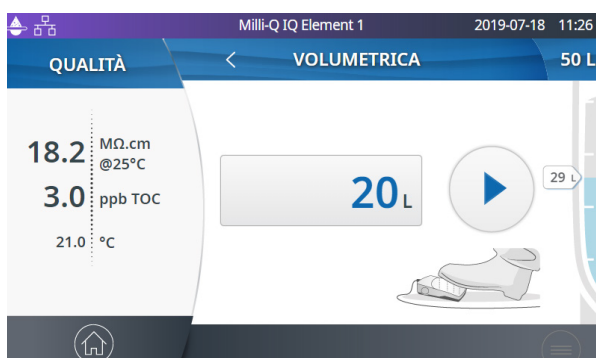 Milli-Q IQ Element 1 2019-07-18 11:26
QUALITÀ
VOLUMETRICA
50 L
18.2 MΩ.cm
@25°C
3.0 ppb TOC
21.0 °C
20 L
29 L